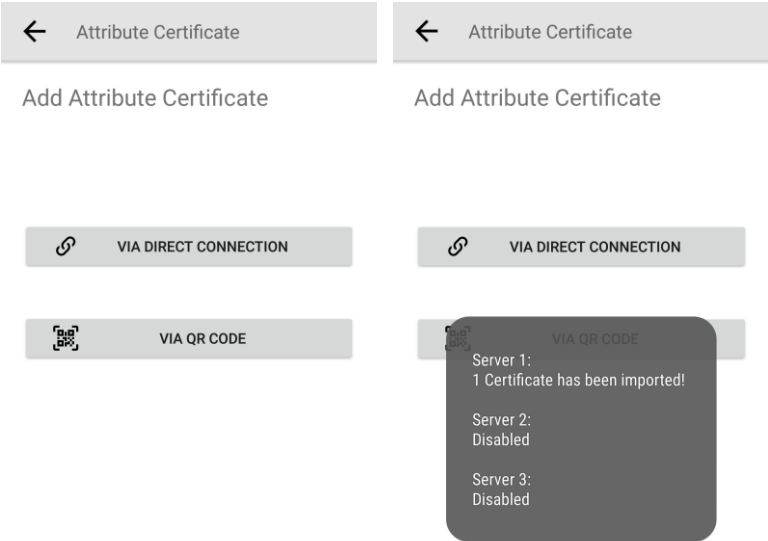 Attribute Certificate
Add Attribute Certificate
VIA DIRECT CONNECTION
VIA QR CODE
Attribute Certificate
Add Attribute Certificate
VIA DIRECT CONNECTION
VIA QR CODE
Server 1:
1 Certificate has been imported!
Server 2:
Disabled
Server 3:
Disabled